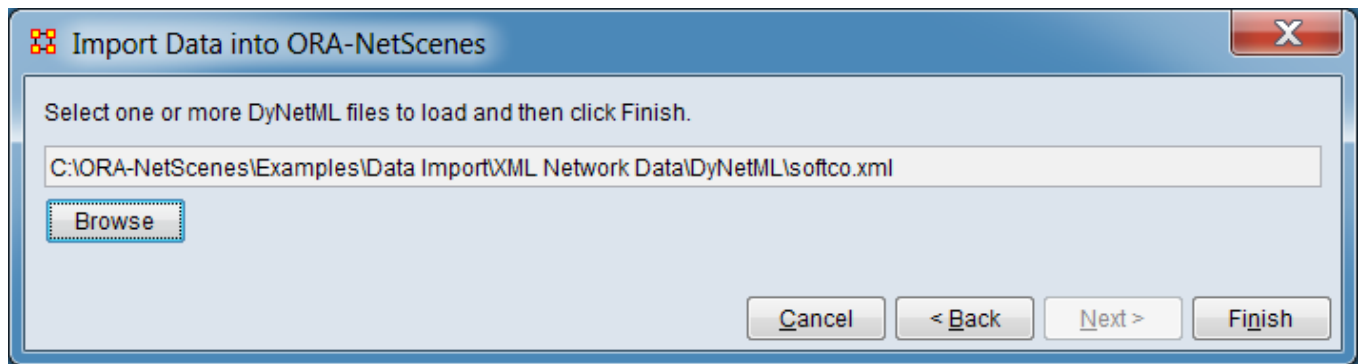 Import Data into ORA-NetScenes
X
Select one or more DyNetML files to load and then click Finish.
C:\ORA-NetScenes\Examples\Data Import\XML Network Data\DyNetML\softco.xml
Browse
Cancel < Back Next > Finish